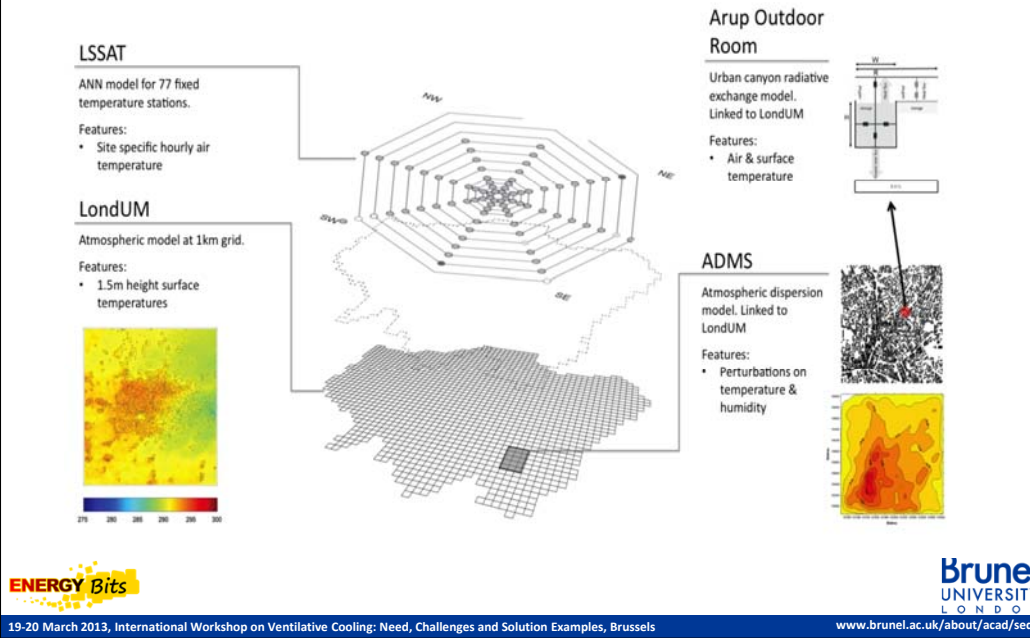 LSSAT
ANN model for 77 fixed
temperature stations.
Features:
• Site specific hourly air
temperature
LondUM
Atmospheric model at 1km grid.
Features:
• 1.5m height surface
temperatures
275 280 285 290 295 300
NW
NE
SW
SE
Arup Outdoor
Room
Urban canyon radiative
exchange model.
Linked to LondUM
Features:
• Air & surface
temperature
W
R
H
ADMS
Atmospheric dispersion
model. Linked to
LondUM
Features:
• Perturbations on
temperature &
humidity
ENERGY Bits
Brune
UNIVERSIT
L O N D O
19-20 March 2013, International Workshop on Ventilative Cooling: Need, Challenges and Solution Examples, Brussels
www.brunel.ac.uk/about/acad/sed